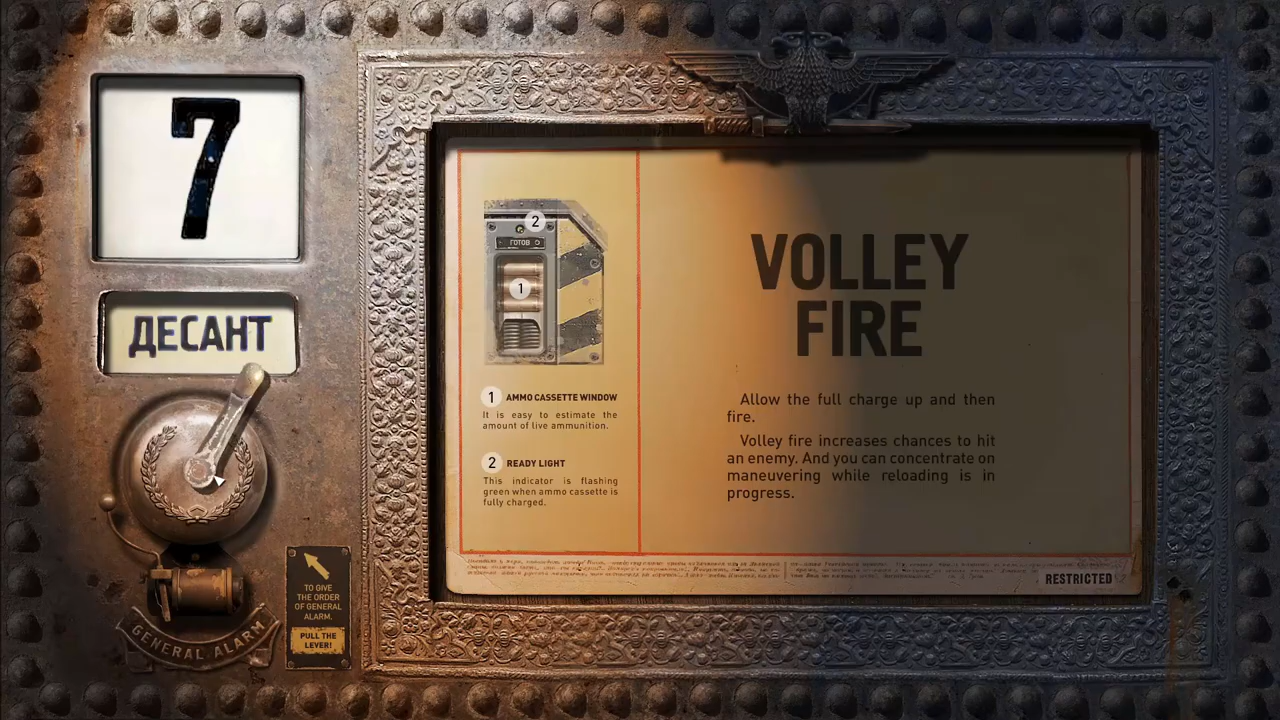 7
ДЕСАНТ
GENERAL ALARM
TO GIVE
THE ORDER
OF GENERAL
ALARM.
PULL THE
LEVER!
2
ГОТОВ
1
1 AMMO CASSETTE WINDOW
It is easy to estimate the
amount of live ammunition.
2 READY LIGHT
This indicator is flashing
green when ammo cassette is
fully charged.
VOLLEY
FIRE
Allow the full charge up and then
fire.
Volley fire increases chances to hit
an enemy. And you can concentrate on
maneuvering while reloading is in
progress.
RESTRICTED